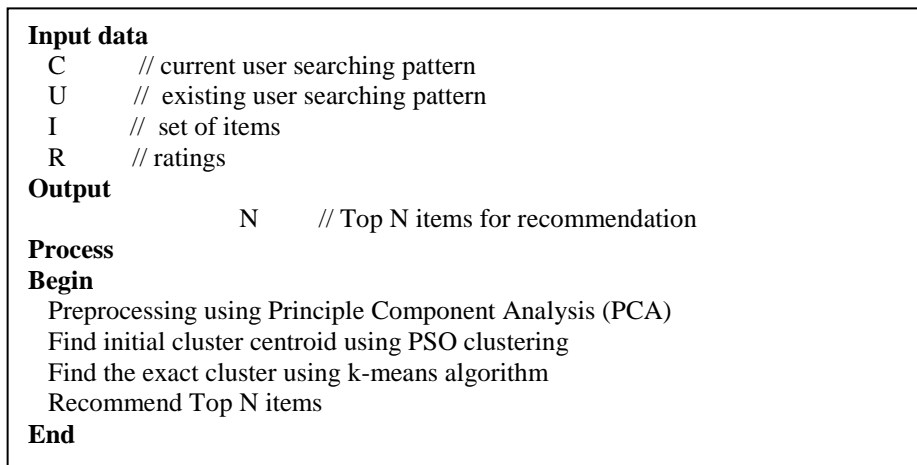 Input data
C // current user searching pattern
U // existing user searching pattern
I // set of items
R // ratings
Output
N // Top N items for recommendation
Process
Begin
Preprocessing using Principle Component Analysis (PCA)
Find initial cluster centroid using PSO clustering
Find the exact cluster using k-means algorithm
Recommend Top N items
End